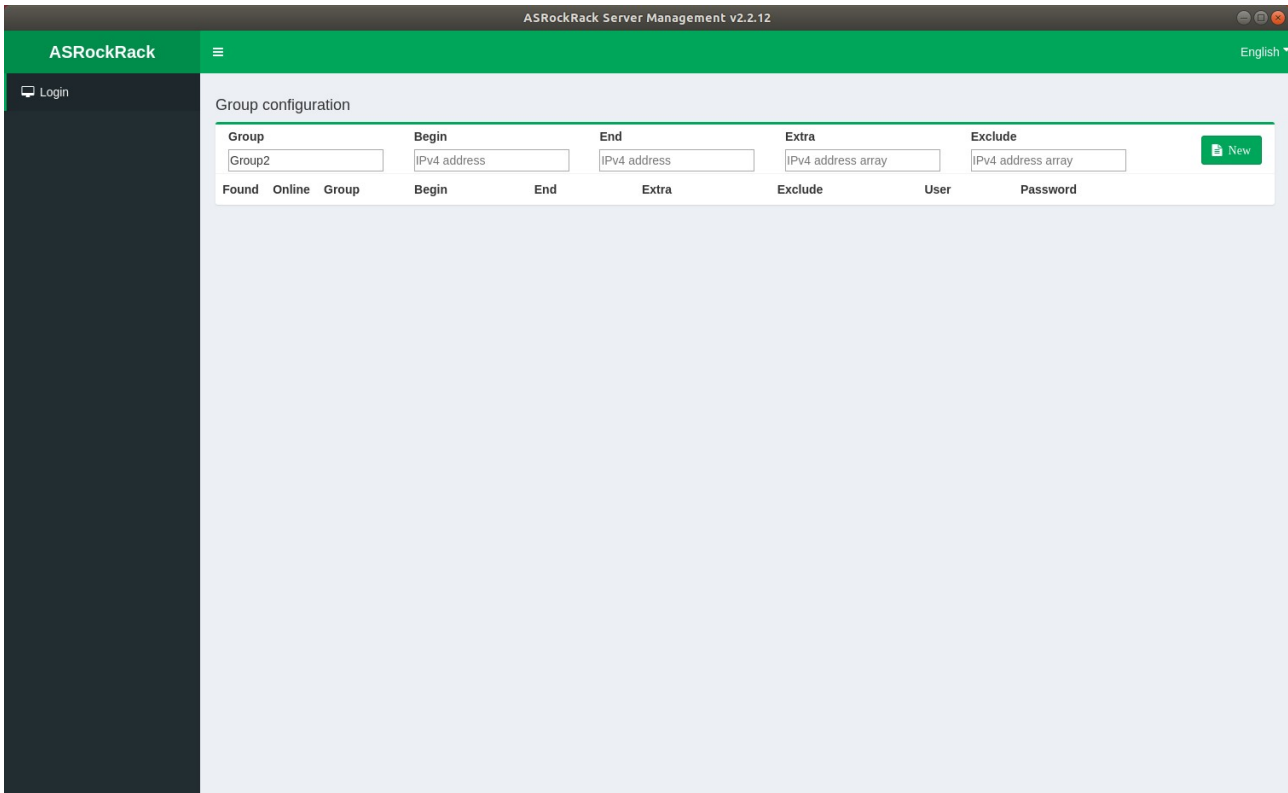 ASRockRack Server Management v2.2.12
ASRockRack English
Login
Group configuration
Group Begin End Extra Exclude
Group2 IPv4 address IPv4 address IPv4 address array IPv4 address array New
Found Online Group Begin End Extra Exclude User Password